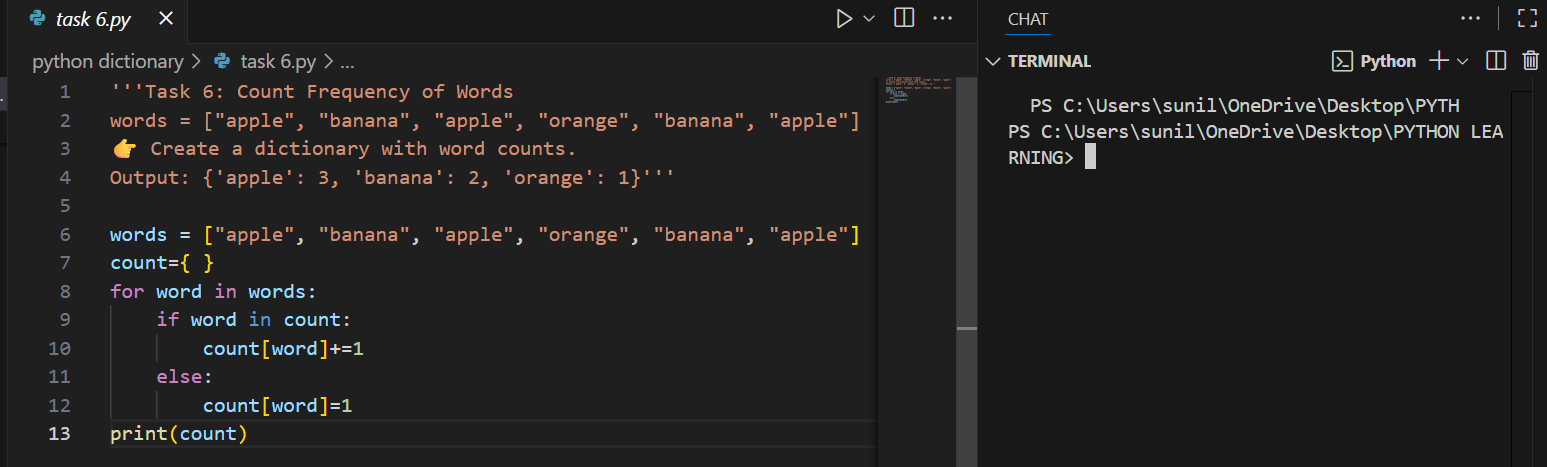 task 6.py
python dictionary > task 6.py > ...
1 '''Task 6: Count Frequency of Words
2 words = ["apple", "banana", "apple", "orange", "banana", "apple"]
3 👉 Create a dictionary with word counts.
4 Output: {'apple': 3, 'banana': 2, 'orange': 1}'''
5
6 words = ["apple", "banana", "apple", "orange", "banana", "apple"]
7 count={ }
8 for word in words:
9     if word in count:
10         count[word]+=1
11     else:
12         count[word]=1
13 print(count)
CHAT
TERMINAL
Python
PS C:\Users\sunil\OneDrive\Desktop\PYTH
PS C:\Users\sunil\OneDrive\Desktop\PYTHON LEA
RNING>